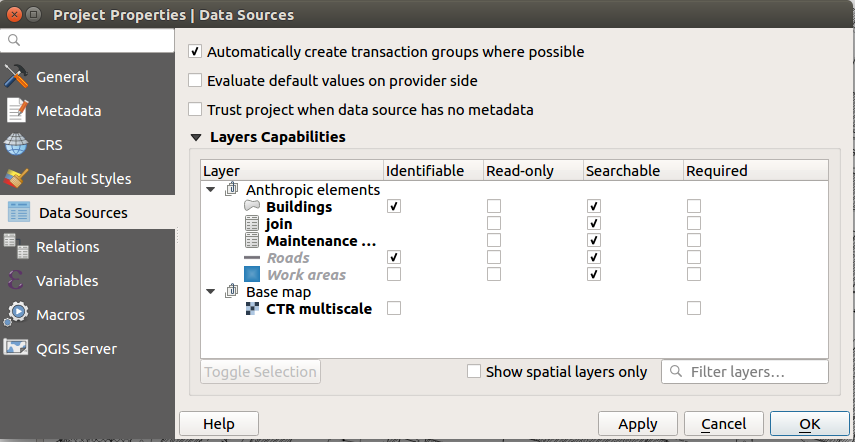 Project Properties | Data Sources
General
Metadata
CRS
Default Styles
Data Sources
Relations
Variables
Macros
QGIS Server
Automatically create transaction groups where possible
Evaluate default values on provider side
Trust project when data source has no metadata
Layers Capabilities
Layer Identifiable Read-only Searchable Required
Anthropic elements
Buildings
join
Maintenance ...
Roads
Work areas
Base map
CTR multiscale
Toggle Selection Show spatial layers only Filter layers...
Help Apply Cancel OK